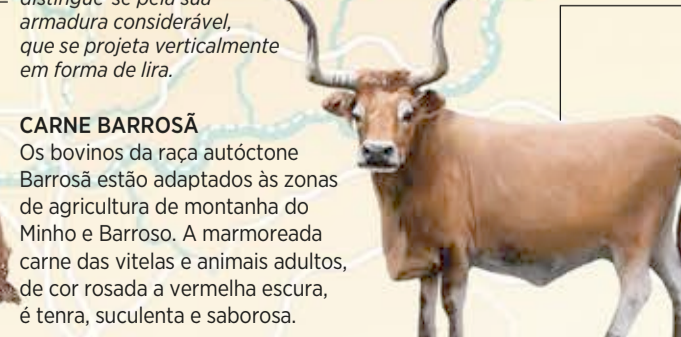 distingue-se pela sua
armadura considerável,
que se projeta verticalmente
em forma de lira.
CARNE BARROSÃ
Os bovinos da raça autóctone
Barrosã estão adaptados às zonas
de agricultura de montanha do
Minho e Barroso. A marmoreada
carne das vitelas e animais adultos,
de cor rosada a vermelha escura,
é tenra, suculenta e saborosa.